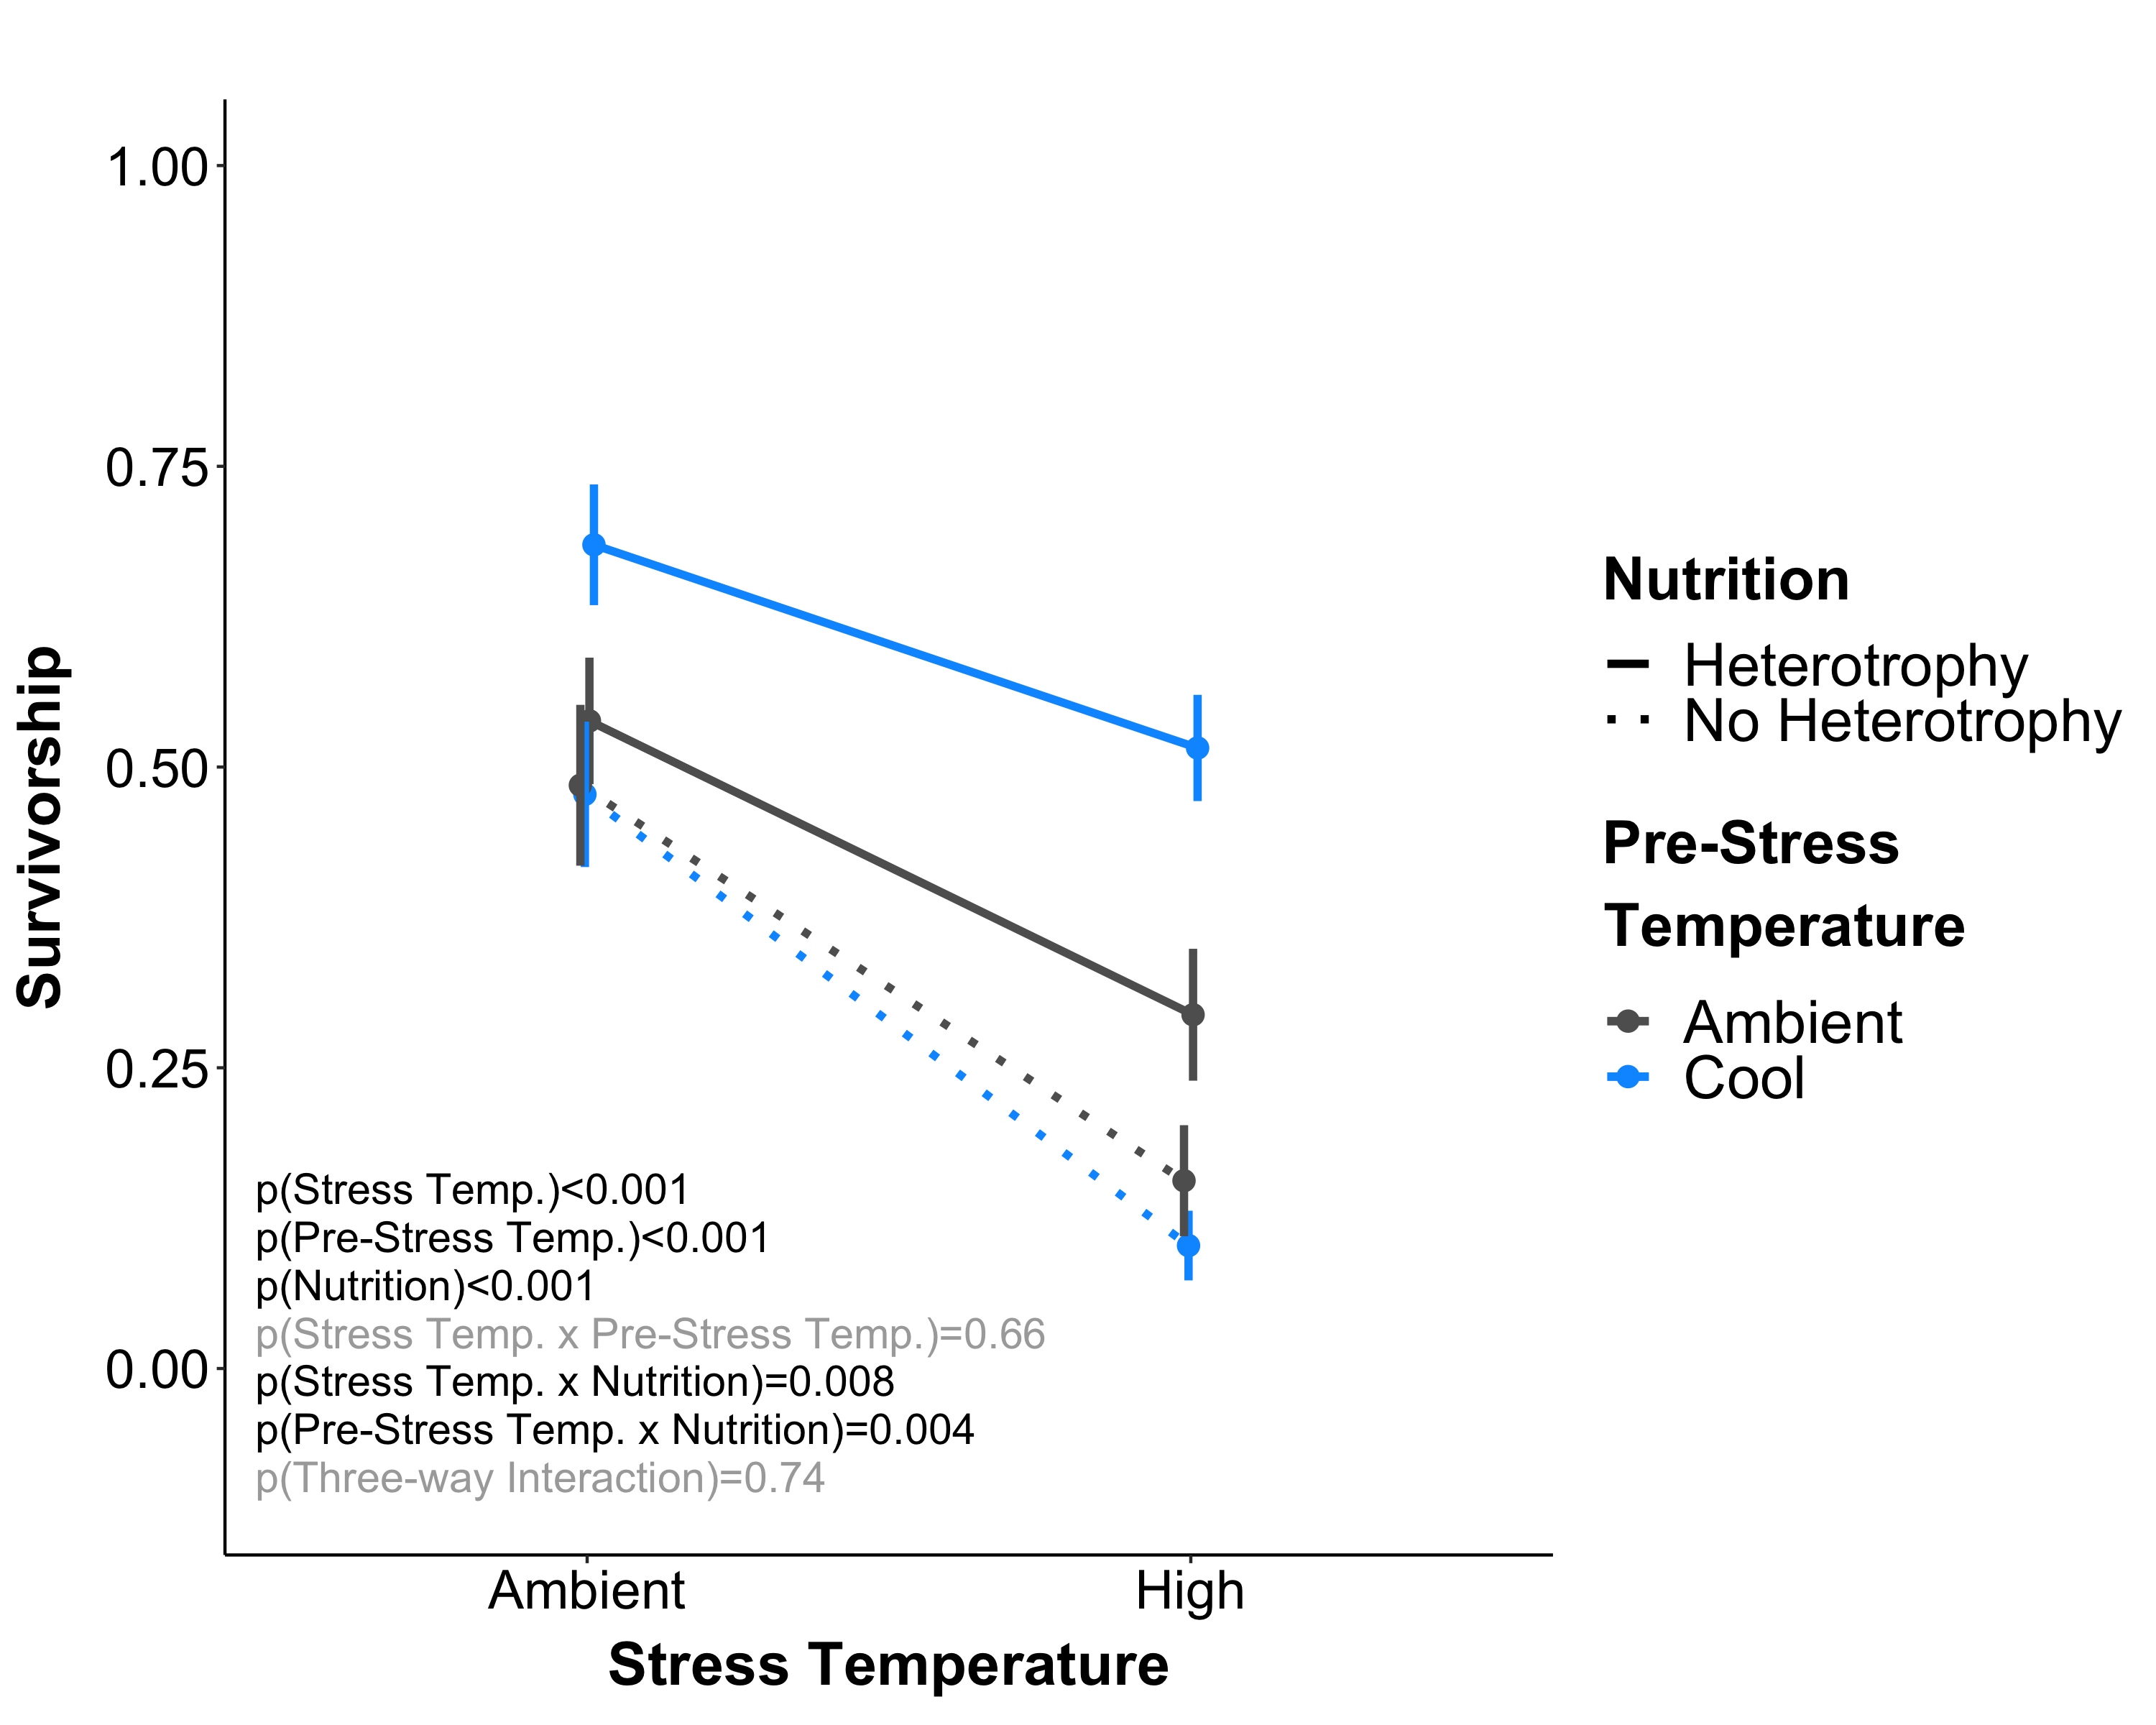 1.00
0.75
0.50
0.25
0.00
Survivorship
p(Stress Temp.)<0.001
p(Pre-Stress Temp.)<0.001
p(Nutrition)<0.001
p(Stress Temp. x Pre-Stress Temp.)=0.66
p(Stress Temp. x Nutrition)=0.008
p(Pre-Stress Temp. x Nutrition)=0.004
p(Three-way Interaction)=0.74
Ambient
High
Stress Temperature
Nutrition
Heterotrophy
No Heterotrophy
Pre-Stress
Temperature
Ambient
Cool